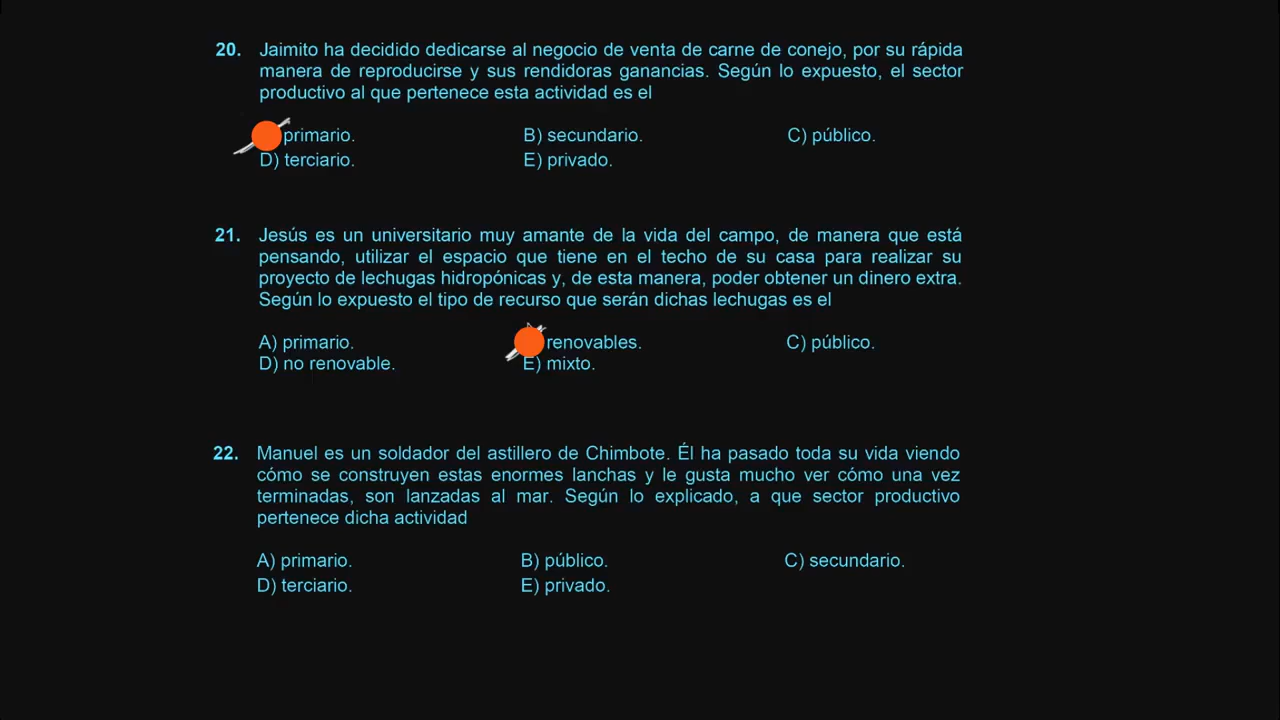 20. Jaimito ha decidido dedicarse al negocio de venta de carne de conejo, por su rápida
manera de reproducirse y sus rendidoras ganancias. Según lo expuesto, el sector
productivo al que pertenece esta actividad es el
primario. B) secundario. C) público.
D) terciario. E) privado.
21. Jesús es un universitario muy amante de la vida del campo, de manera que está
pensando, utilizar el espacio que tiene en el techo de su casa para realizar su
proyecto de lechugas hidropónicas y, de esta manera, poder obtener un dinero extra.
Según lo expuesto el tipo de recurso que serán dichas lechugas es el
A) primario. renovables. C) público.
D) no renovable. E) mixto.
22. Manuel es un soldador del astillero de Chimbote. Él ha pasado toda su vida viendo
cómo se construyen estas enormes lanchas y le gusta mucho ver cómo una vez
terminadas, son lanzadas al mar. Según lo explicado, a que sector productivo
pertenece dicha actividad
A) primario. B) público. C) secundario.
D) terciario. E) privado.